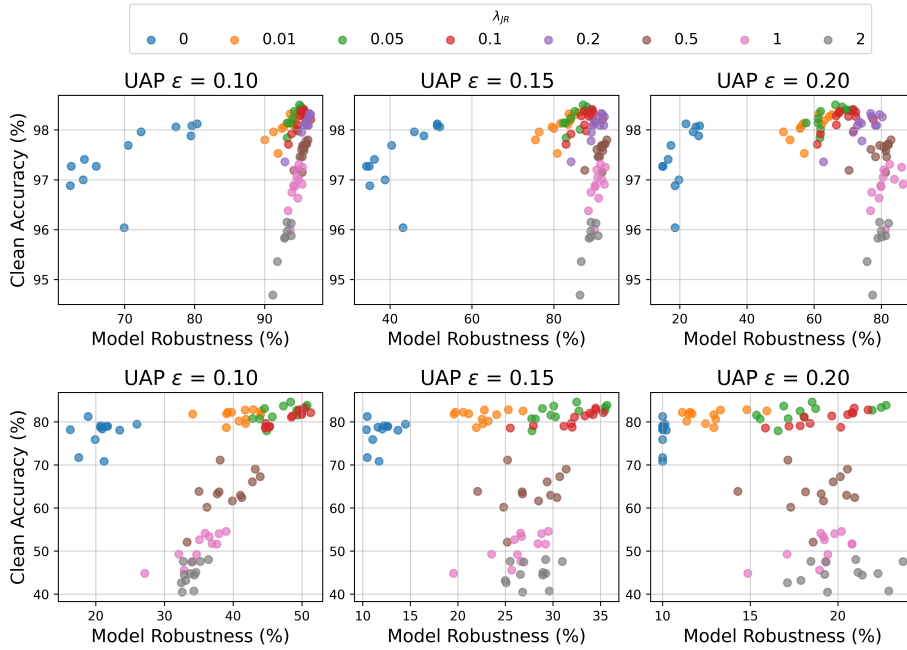 λJR
0 0.01 0.05 0.1 0.2 0.5 1 2
UAP ε = 0.10 UAP ε = 0.15 UAP ε = 0.20
Clean Accuracy (%)
98 98 98
97 97 97
96 96 96
95 95 95
70 80 90 40 60 80 20 40 60 80
Model Robustness (%) Model Robustness (%) Model Robustness (%)
UAP ε = 0.10 UAP ε = 0.15 UAP ε = 0.20
Clean Accuracy (%)
80 80 80
70 70 70
60 60 60
50 50 50
40 40 40
20 30 40 50 10 15 20 25 30 35 10 15 20
Model Robustness (%) Model Robustness (%) Model Robustness (%)